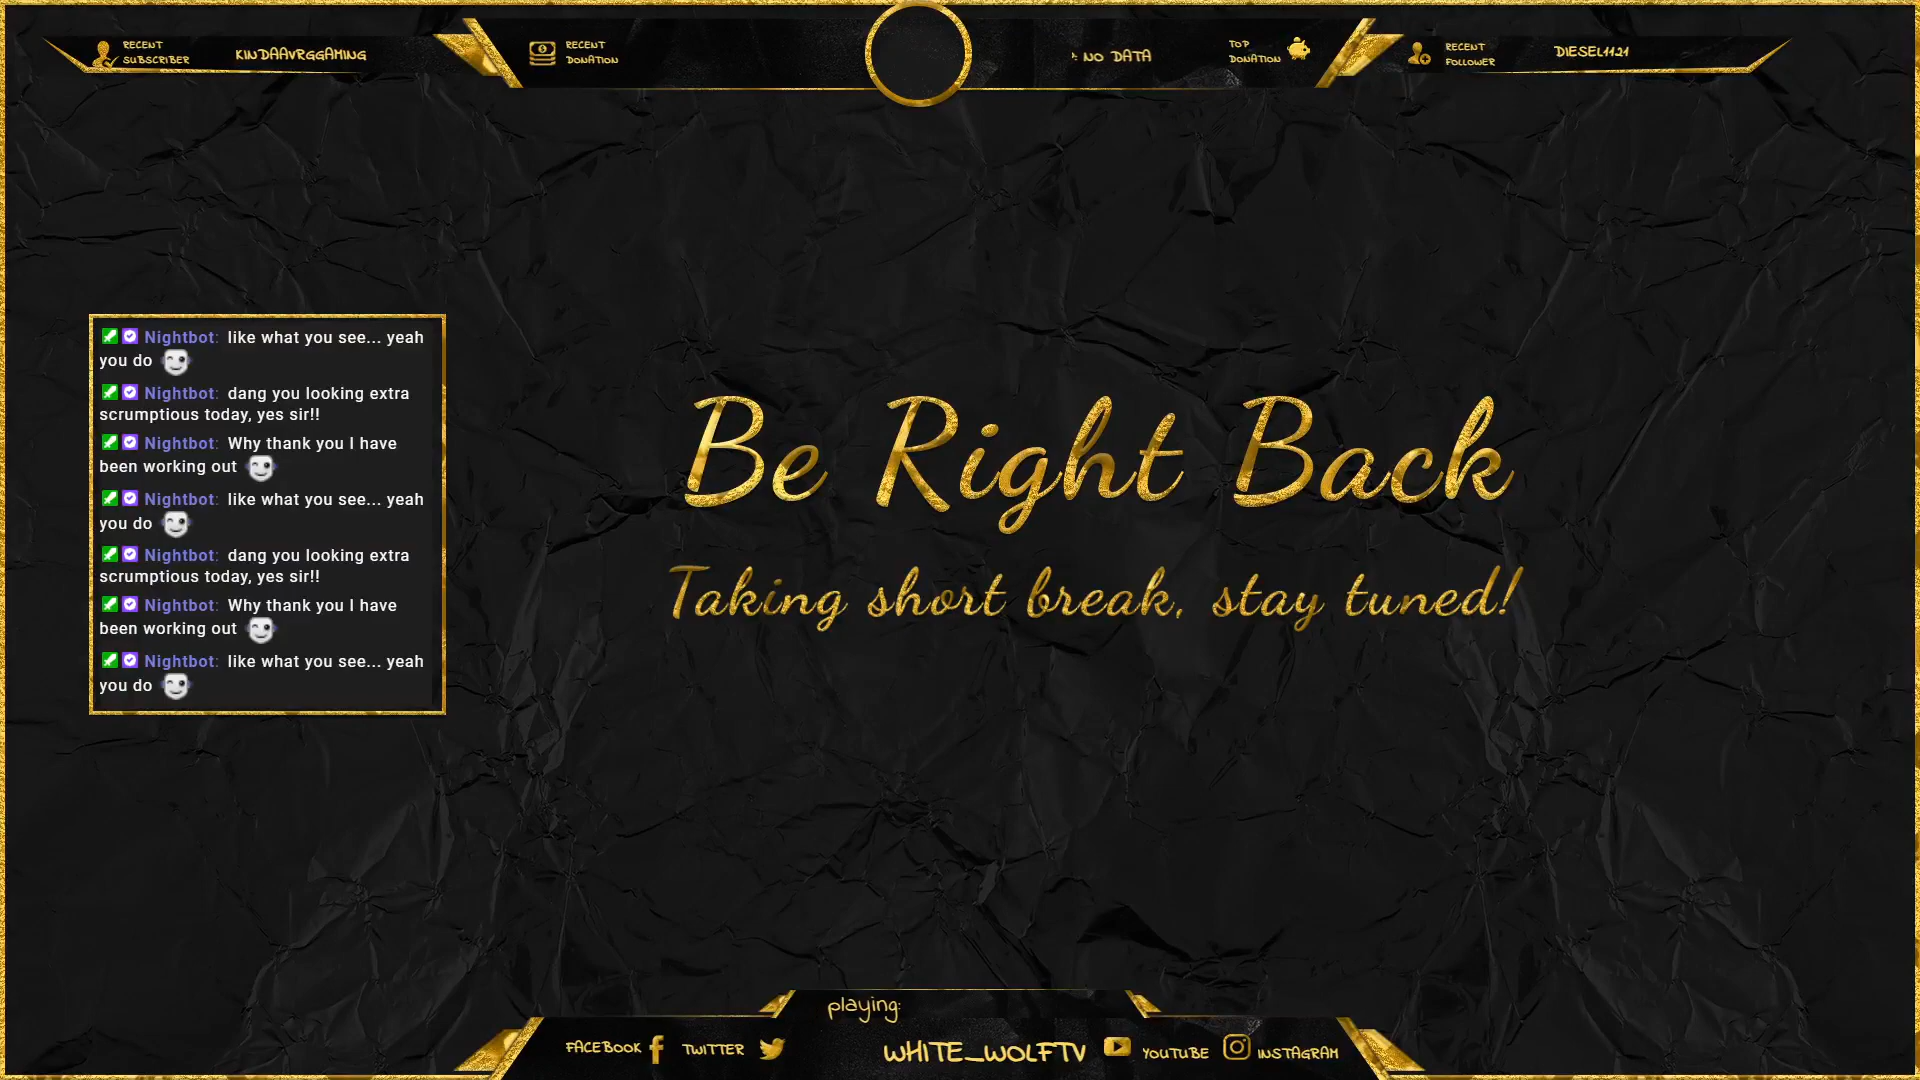 RECENT
SUBSCRIBER
KINDAAVRGGAMING
RECENT
DONATION
NO DATA
TOP
DONATION
RECENT
FOLLOWER
DIESEL1121
Nightbot: like what you see... yeah
you do
Nightbot: dang you looking extra
scrumptious today, yes sir!!
Nightbot: Why thank you I have
been working out
Nightbot: like what you see... yeah
you do
Nightbot: dang you looking extra
scrumptious today, yes sir!!
Nightbot: Why thank you I have
been working out
Nightbot: like what you see... yeah
you do
Be Right Back
Taking short break, stay tuned!
playing:
FACEBOOK
TWITTER
WHITE_WOLFTV
YOUTUBE
INSTAGRAM